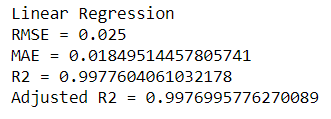 Linear Regression
RMSE = 0.025
MAE = 0.01849514457805741
R2 = 0.9977604061032178
Adjusted R2 = 0.9976995776270089